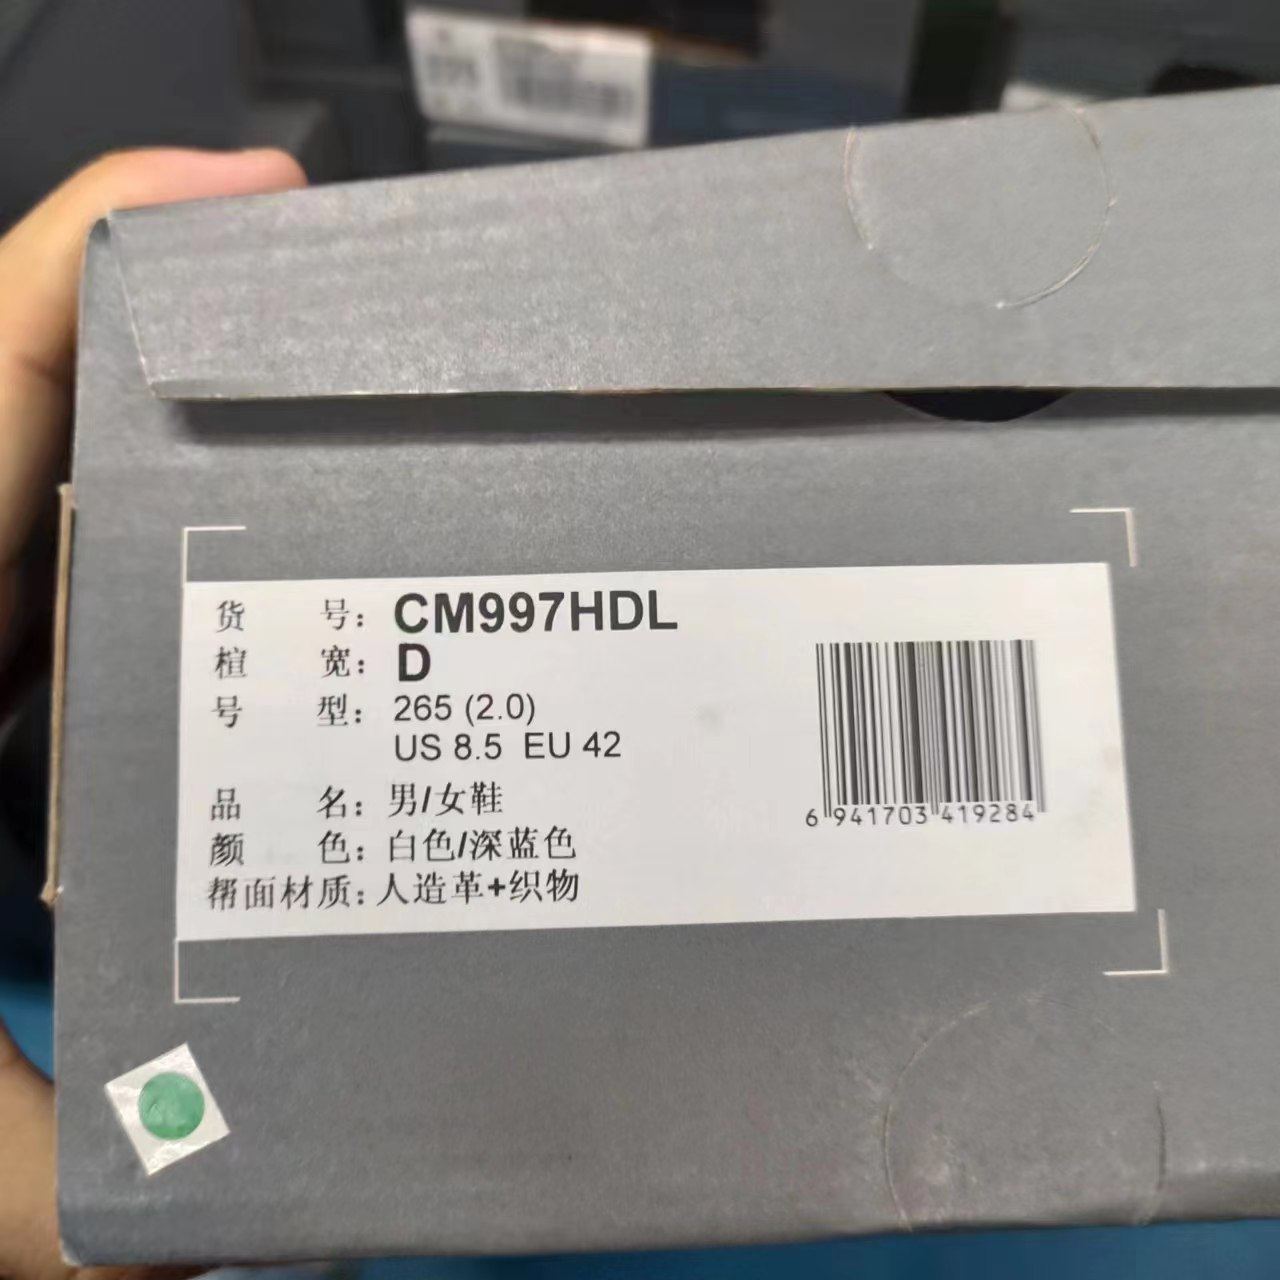 货 号：CM997HDL
楦 宽：D
号 型：265 (2.0)
US 8.5 EU 42
品 名：男/女鞋
颜 色：白色/深蓝色
帮面材质：人造革+织物
6 941703 419284